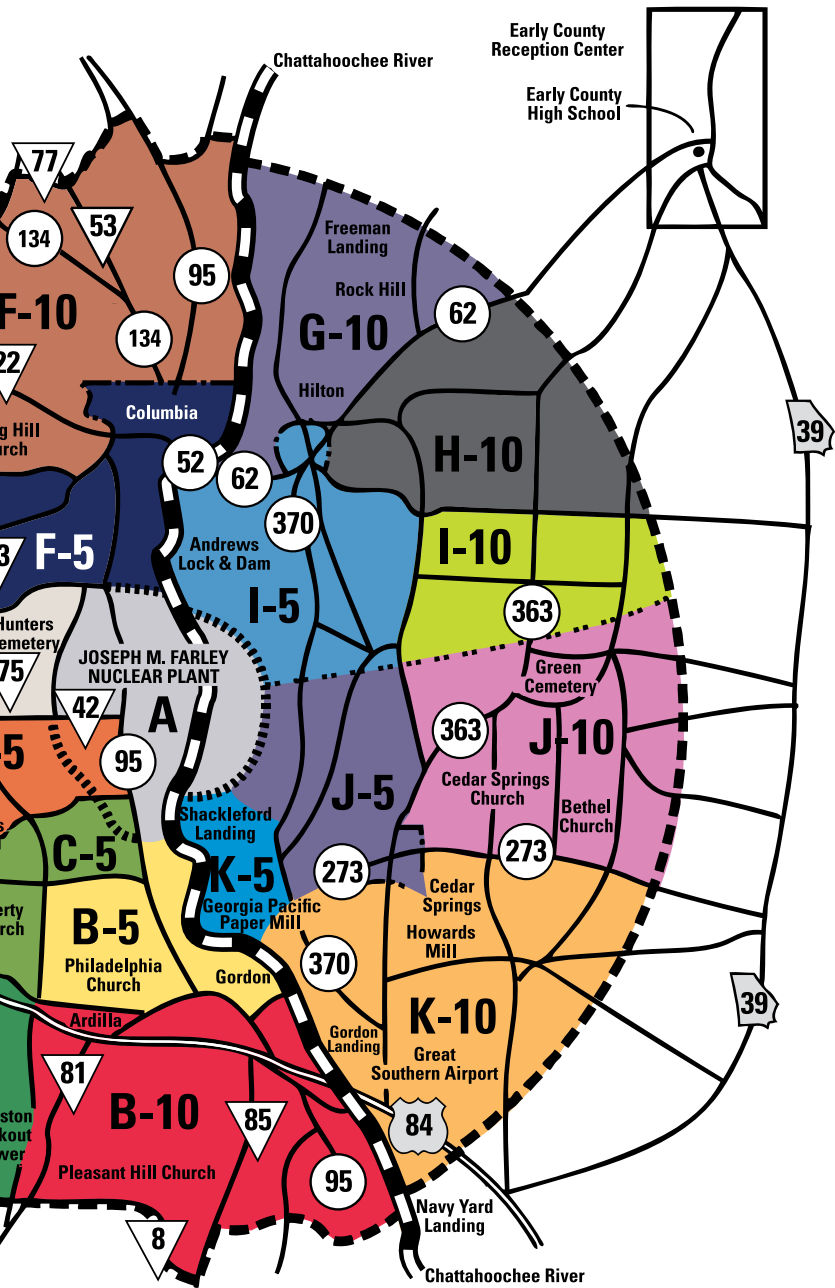 Early County
Reception Center
Chattahoochee River
Early County
High School
77
53
134
95
Freeman
Landing
Rock Hill
62
F-10
G-10
134
22
Hilton
Columbia
39
52
62
H-10
370
F-5
Andrews
Lock & Dam
I-10
I-5
363
JOSEPH M. FARLEY
NUCLEAR PLANT
75
Green
Cemetery
42
A
363
J-10
95
Cedar Springs
Church
J-5
Bethel
Church
Shackleford
Landing
C-5
273
273
K-5
Cedar
Springs
Georgia Pacific
Paper Mill
B-5
Howards
Mill
Philadelphia
Church
Gordon
370
39
Ardilla
K-10
Gordon
Landing
Great
Southern Airport
81
B-10
85
84
Pleasant Hill Church
95
Navy Yard
Landing
8
Chattahoochee River